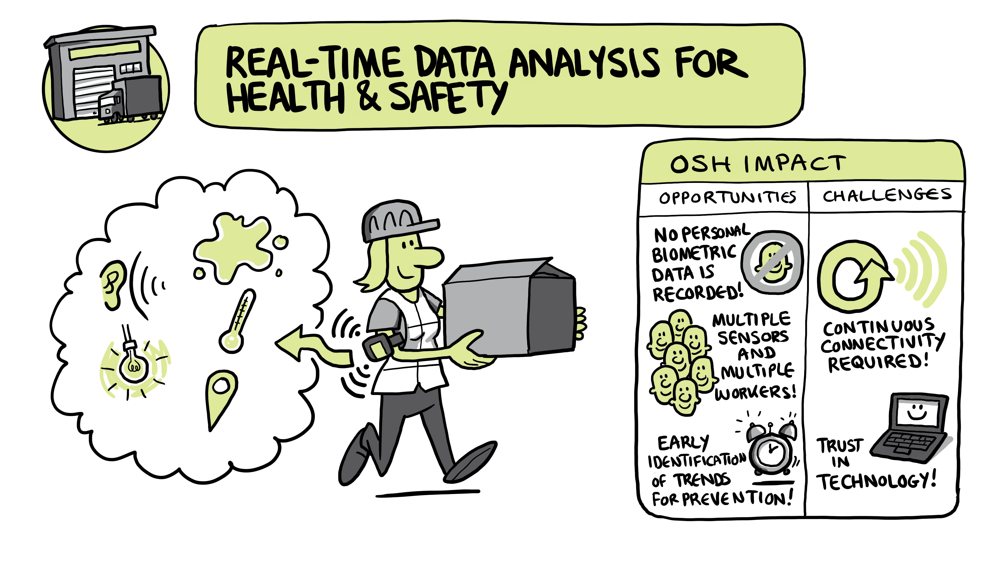 REAL-TIME DATA ANALYSIS FOR
HEALTH & SAFETY
OSH IMPACT
OPPORTUNITIES
NO PERSONAL
BIOMETRIC
DATA IS
RECORDED!
MULTIPLE
SENSORS
AND
MULTIPLE
WORKERS!
EARLY
IDENTIFICATION
OF TRENDS
FOR PREVENTION!
CHALLENGES
CONTINUOUS
CONNECTIVITY
REQUIRED!
TRUST
IN
TECHNOLOGY!